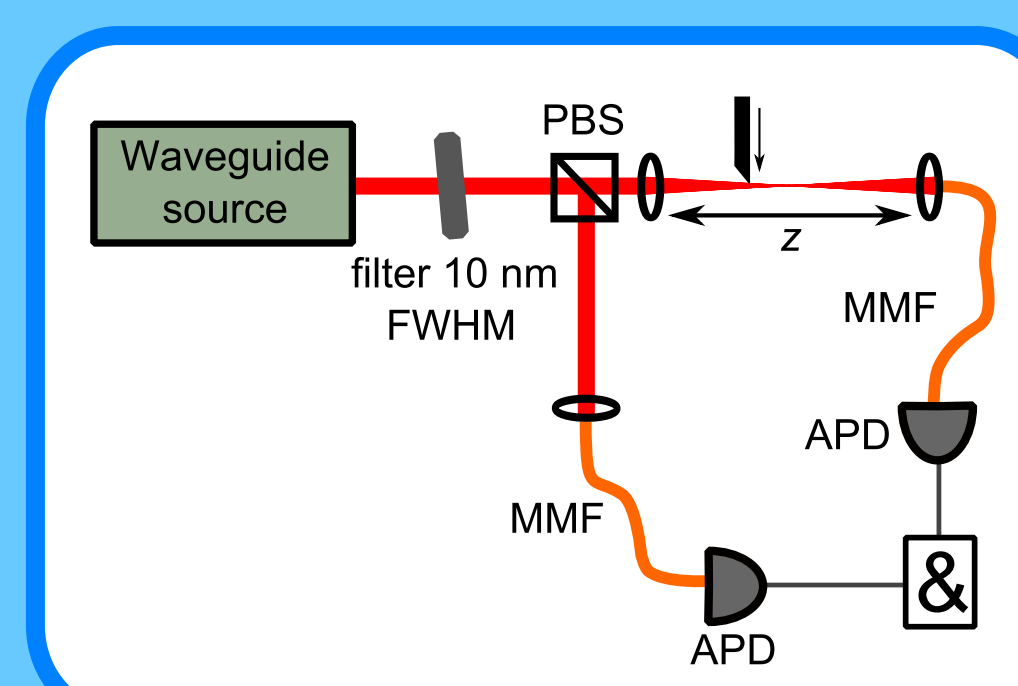 PBS
Waveguide
source
filter 10 nm
FWHM
z
MMF
APD
MMF
&
APD